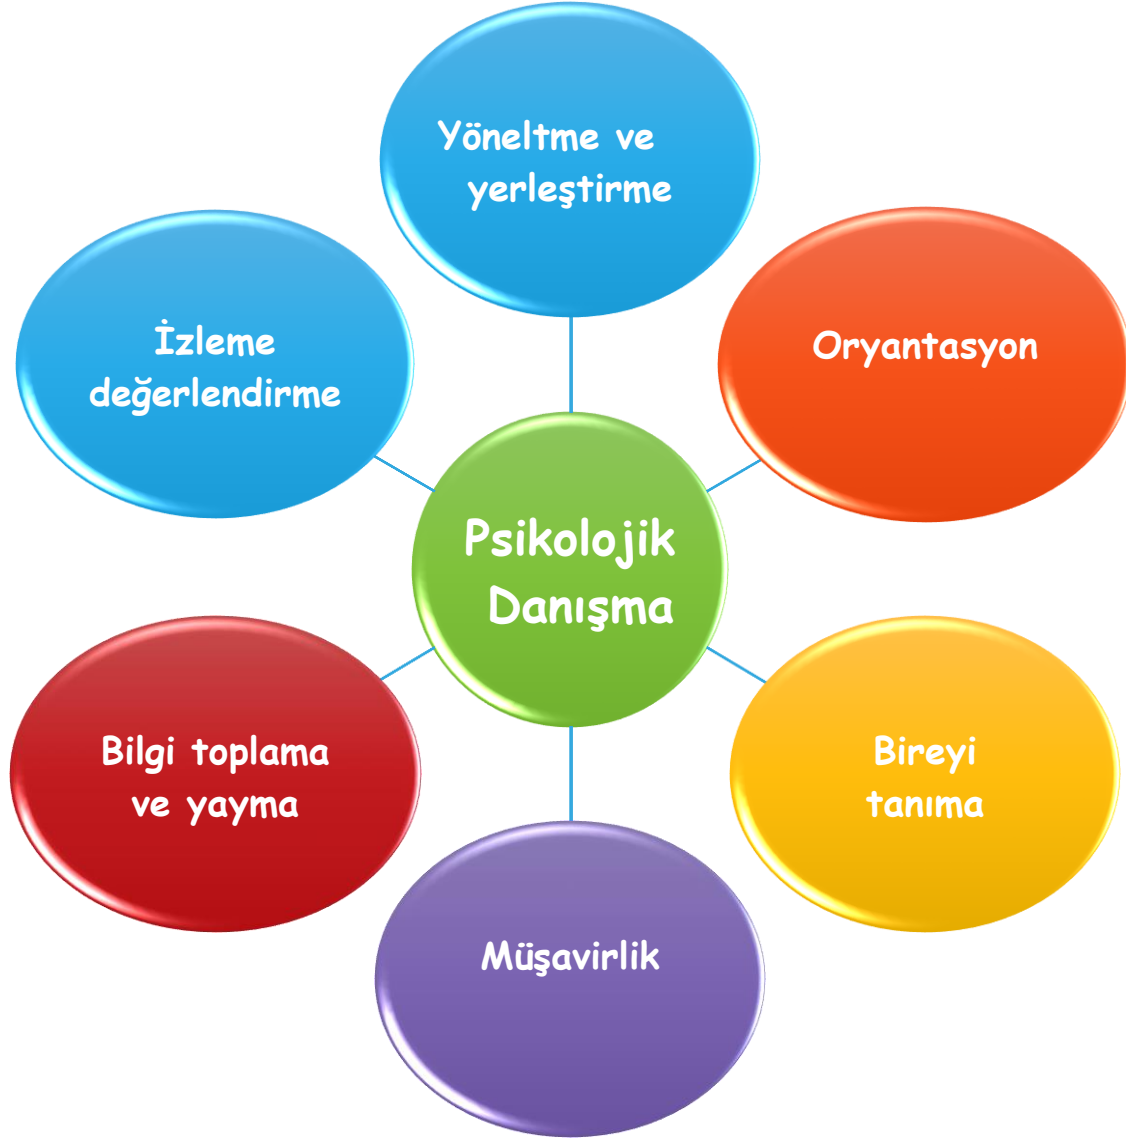 Yöneltme ve
yerleştirme
Oryantasyon
İzleme
değerlendirme
Psikolojik
Danışma
Bilgi toplama
ve yayma
Bireyi
tanıma
Müşavirlik